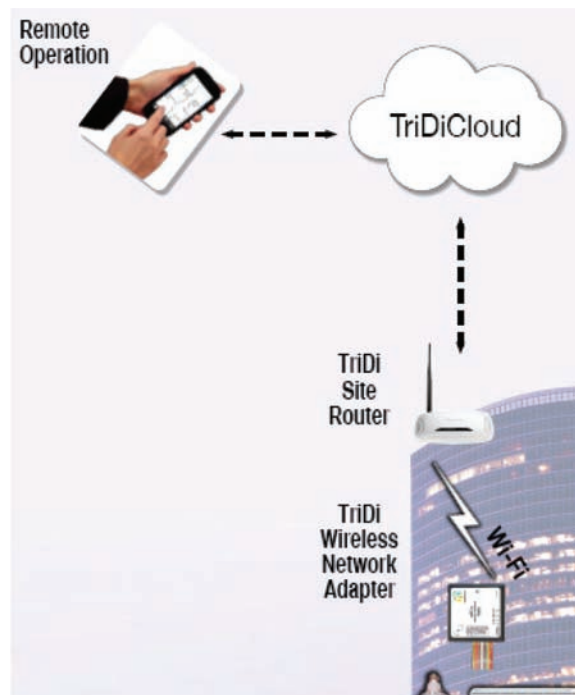 Remote
Operation
TriDiCloud
TriDi
Site
Router
TriDi
Wireless
Network
Adapter
Wi-Fi